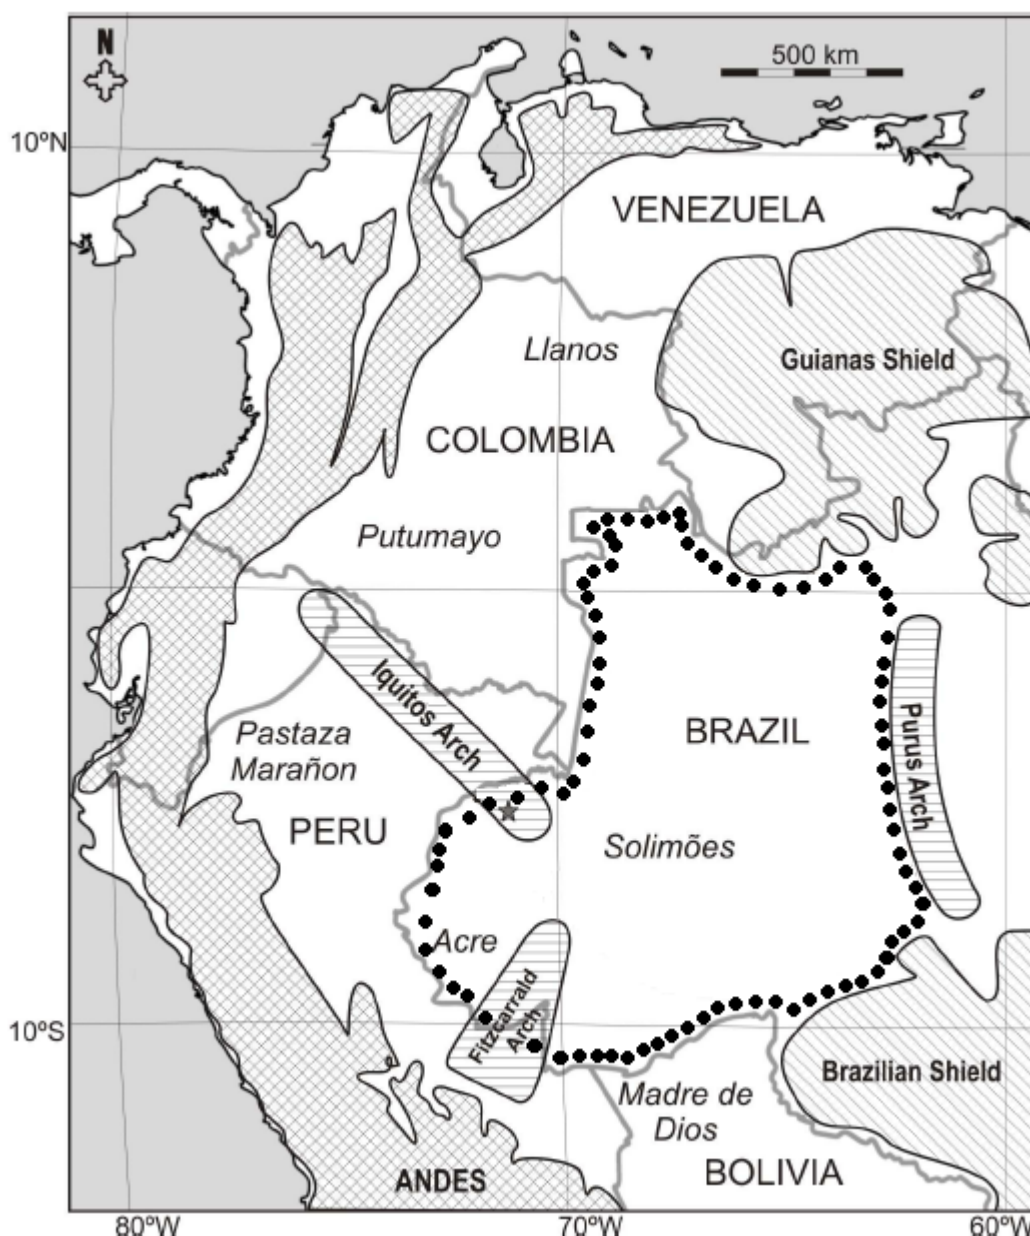 N
500 km
10ºN
VENEZUELA
Llanos
Guianas Shield
COLOMBIA
Putumayo
Iquitos Arch
BRAZIL
Purus Arch
Pastaza
Marañon
PERU
Solimões
Acre
Fitzcarrald
Arch
10ºS
Brazilian Shield
Madre de
Dios
BOLIVIA
ANDES
80ºW
70ºW
60ºW